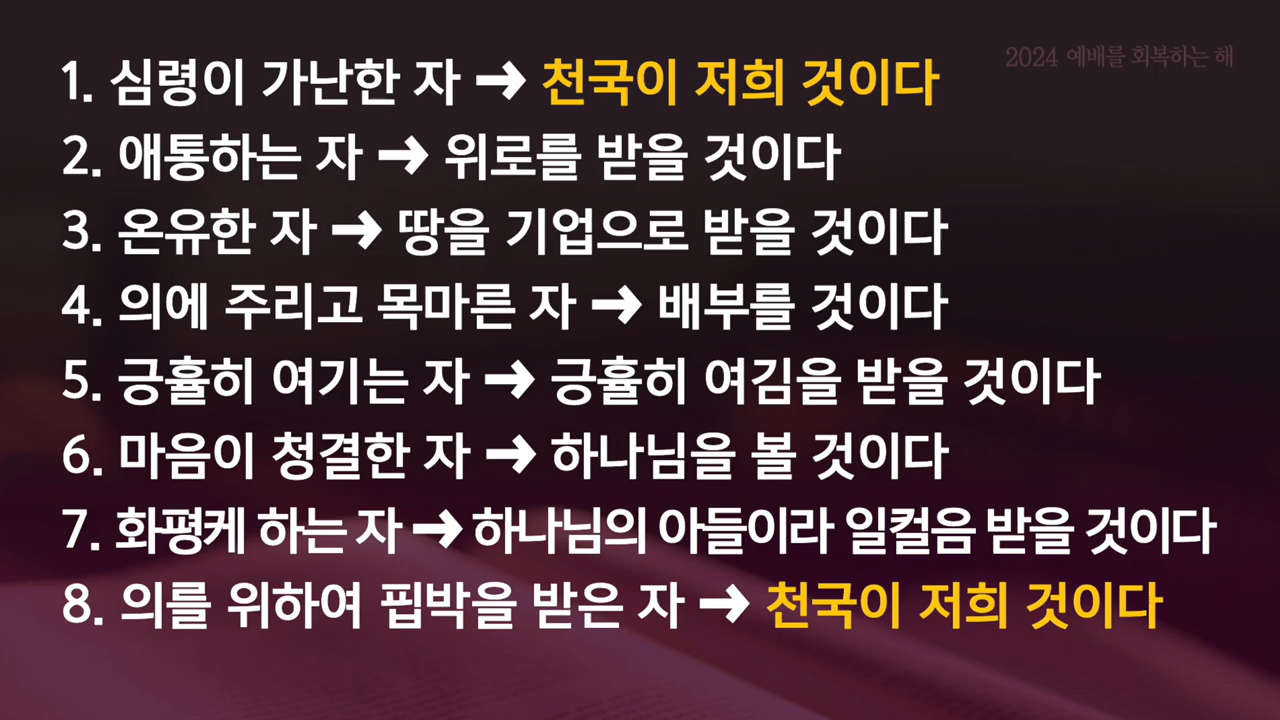 2024 예배를 회복하는 해
1. 심령이 가난한 자 → 천국이 저희 것이다
2. 애통하는 자 → 위로를 받을 것이다
3. 온유한 자 → 땅을 기업으로 받을 것이다
4. 의에 주리고 목마른 자 → 배부를 것이다
5. 긍휼히 여기는 자 → 긍휼히 여김을 받을 것이다
6. 마음이 청결한 자 → 하나님을 볼 것이다
7. 화평케 하는 자 → 하나님의 아들이라 일컬음 받을 것이다
8. 의를 위하여 핍박을 받은 자 → 천국이 저희 것이다